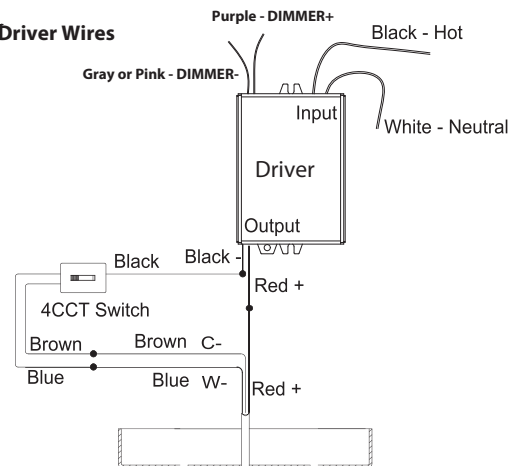 Purple - DIMMER+
Driver Wires
Black - Hot
Gray or Pink - DIMMER-
Input
White - Neutral
Driver
Output
Black
Black -
Red +
4CCT Switch
Brown
Brown C-
Blue
Blue W-
Red +